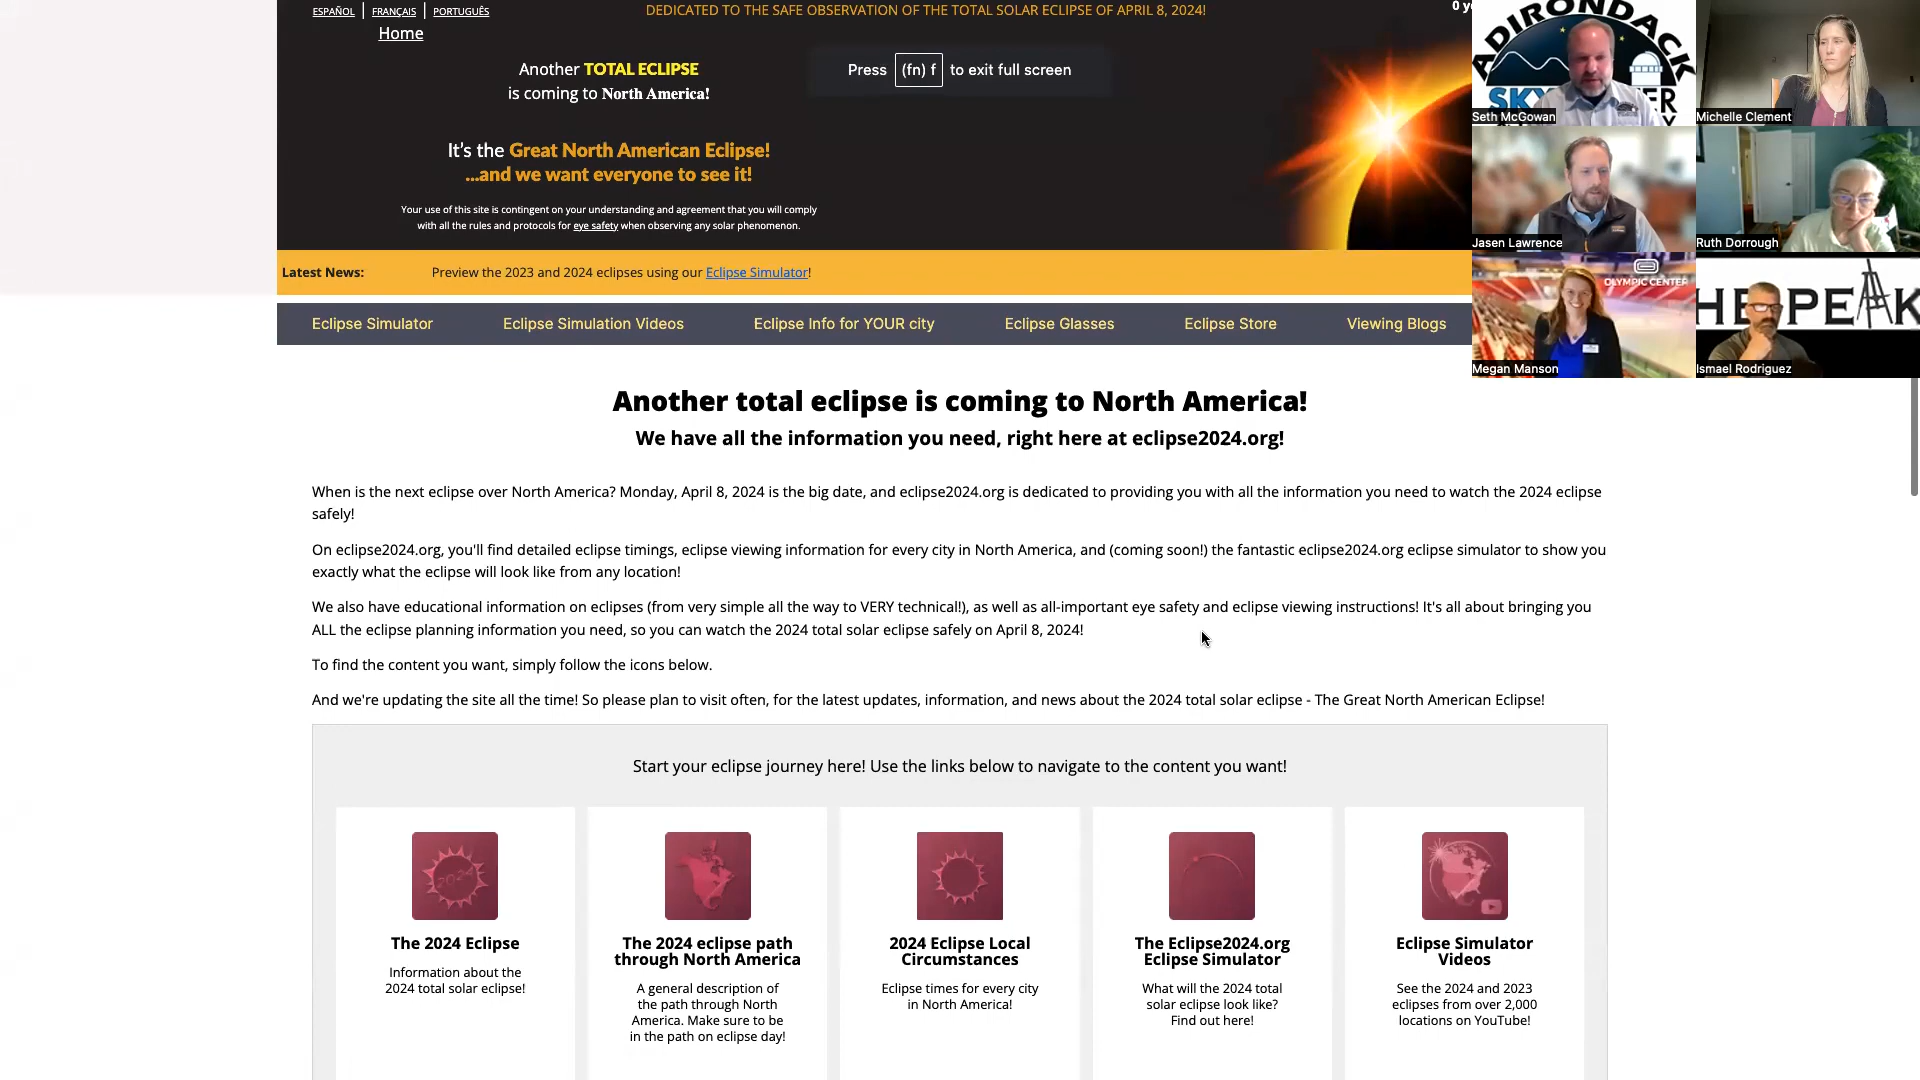 ESPAÑOL FRANÇAIS PORTUGUÊS
DEDICATED TO THE SAFE OBSERVATION OF THE TOTAL SOLAR ECLIPSE OF APRIL 8, 2024!
Home
Another TOTAL ECLIPSE
is coming to North America!
Press (fn) f to exit full screen
It's the Great North American Eclipse!
...and we want everyone to see it!
Your use of this site is contingent on your understanding and agreement that you will comply
with all the rules and protocols for eye safety when observing any solar phenomenon.
ADIRONDACK
Seth McGowan
Michelle Clement
Jasen Lawrence
Ruth Dorrough
OLYMPIC CENTER
Megan Manson
Ismael Rodriguez
Latest News: Preview the 2023 and 2024 eclipses using our Eclipse Simulator!
Eclipse Simulator Eclipse Simulation Videos Eclipse Info for YOUR city Eclipse Glasses Eclipse Store Viewing Blogs
Another total eclipse is coming to North America!
We have all the information you need, right here at eclipse2024.org!
When is the next eclipse over North America? Monday, April 8, 2024 is the big date, and eclipse2024.org is dedicated to providing you with all the information you need to watch the 2024 eclipse
safely!
On eclipse2024.org, you'll find detailed eclipse timings, eclipse viewing information for every city in North America, and (coming soon!) the fantastic eclipse2024.org eclipse simulator to show you
exactly what the eclipse will look like from any location!
We also have educational information on eclipses (from very simple all the way to VERY technical!), as well as all-important eye safety and eclipse viewing instructions! It's all about bringing you
ALL the eclipse planning information you need, so you can watch the 2024 total solar eclipse safely on April 8, 2024!
To find the content you want, simply follow the icons below.
And we're updating the site all the time! So please plan to visit often, for the latest updates, information, and news about the 2024 total solar eclipse - The Great North American Eclipse!
Start your eclipse journey here! Use the links below to navigate to the content you want!
The 2024 Eclipse
Information about the
2024 total solar eclipse!
The 2024 eclipse path
through North America
A general description of
the path through North
America. Make sure to be
in the path on eclipse day!
2024 Eclipse Local
Circumstances
Eclipse times for every city
in North America!
The Eclipse2024.org
Eclipse Simulator
What will the 2024 total
solar eclipse look like?
Find out here!
Eclipse Simulator
Videos
See the 2024 and 2023
eclipses from over 2,000
locations on YouTube!